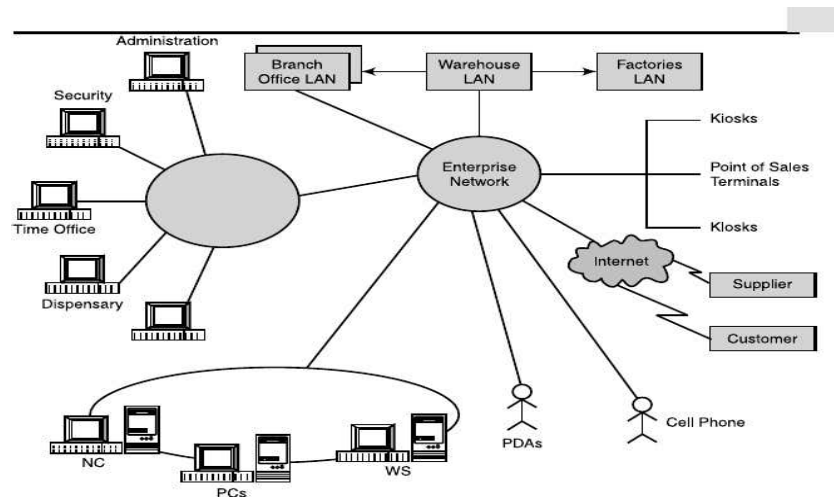 Administration
Security
Time Office
Dispensary
Branch
Office LAN
Warehouse
LAN
Factories
LAN
Enterprise
Network
Kiosks
Point of Sales
Terminals
Kiosks
Internet
Supplier
Customer
Cell Phone
PDAs
NC
PCs
WS